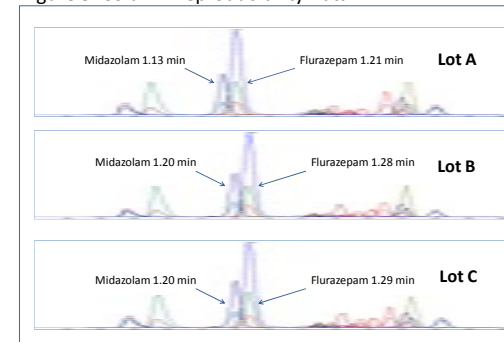 Midazolam 1.13 min Flurazepam 1.21 min Lot A
Midazolam 1.20 min Flurazepam 1.28 min Lot B
Midazolam 1.20 min Flurazepam 1.29 min Lot C